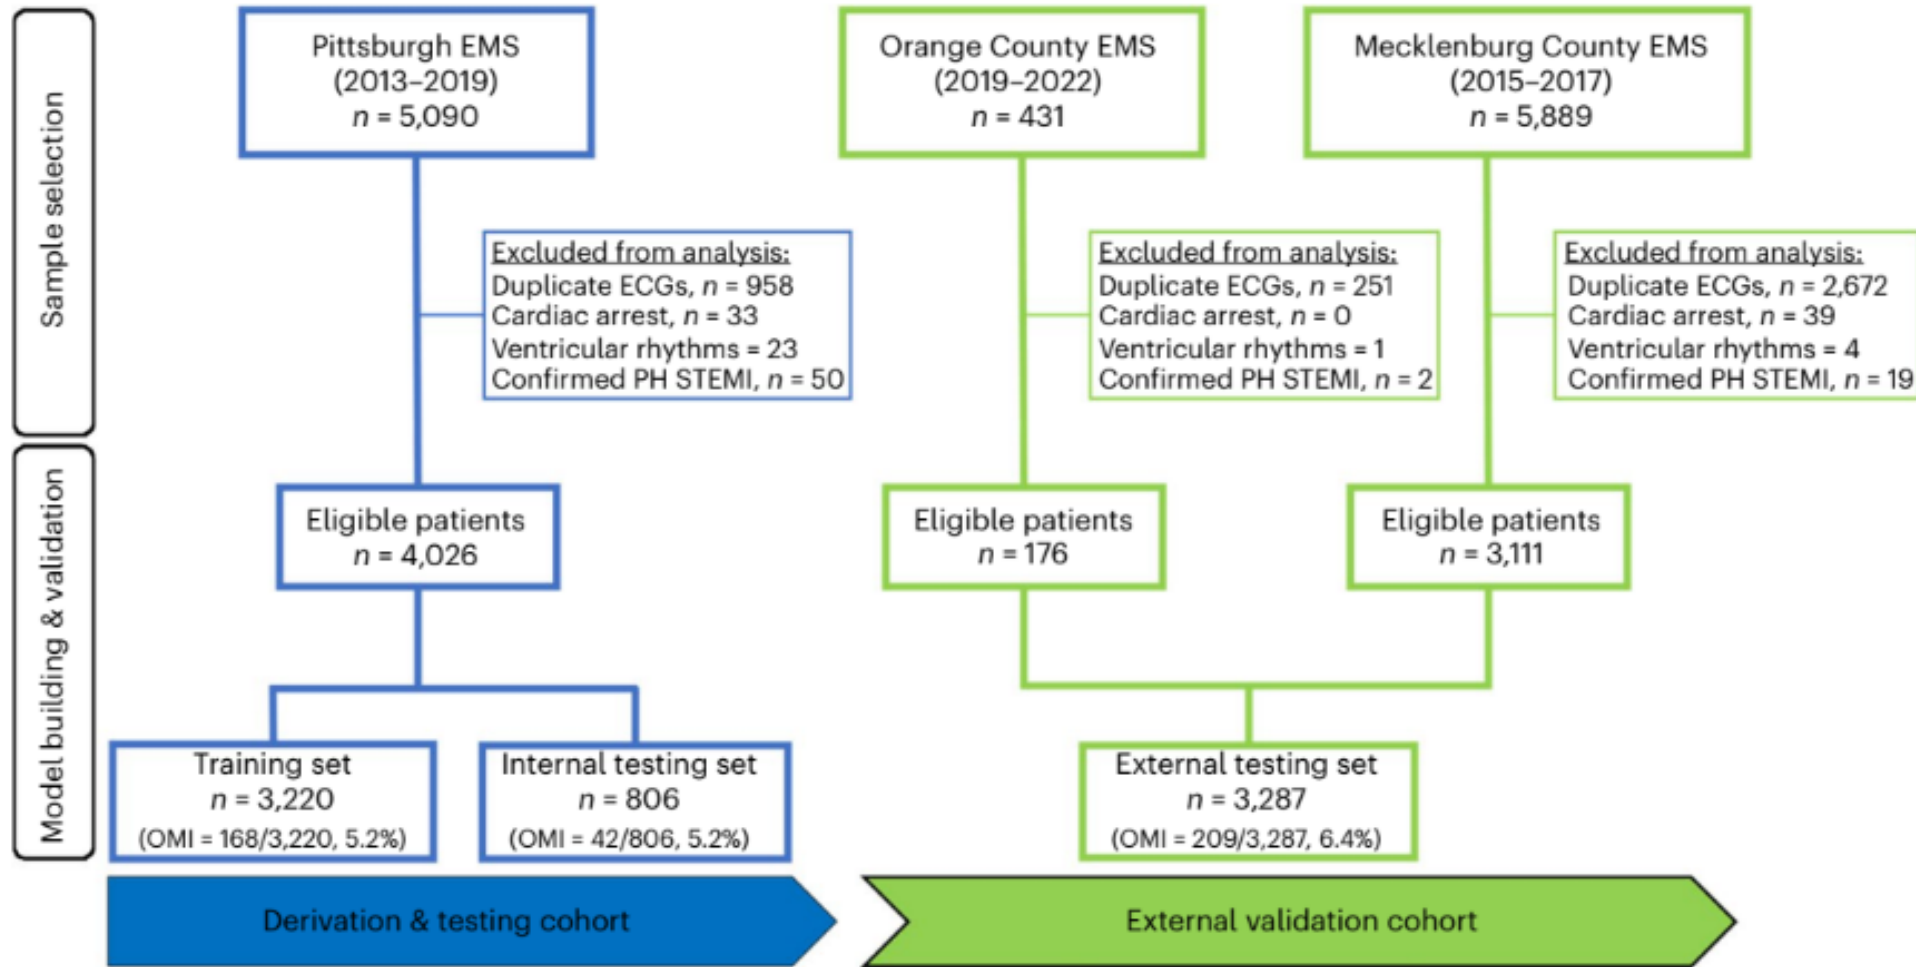 Sample selection
Pittsburgh EMS
(2013–2019)
n = 5,090
Orange County EMS
(2019–2022)
n = 431
Mecklenburg County EMS
(2015–2017)
n = 5,889
Excluded from analysis:
Duplicate ECGs, n = 958
Cardiac arrest, n = 33
Ventricular rhythms = 23
Confirmed PH STEMI, n = 50
Excluded from analysis:
Duplicate ECGs, n = 251
Cardiac arrest, n = 0
Ventricular rhythms = 1
Confirmed PH STEMI, n = 2
Excluded from analysis:
Duplicate ECGs, n = 2,672
Cardiac arrest, n = 39
Ventricular rhythms = 4
Confirmed PH STEMI, n = 19
Model building & validation
Eligible patients
n = 4,026
Eligible patients
n = 176
Eligible patients
n = 3,111
Training set
n = 3,220
(OMI = 168/3,220, 5.2%)
Internal testing set
n = 806
(OMI = 42/806, 5.2%)
External testing set
n = 3,287
(OMI = 209/3,287, 6.4%)
Derivation & testing cohort
External validation cohort